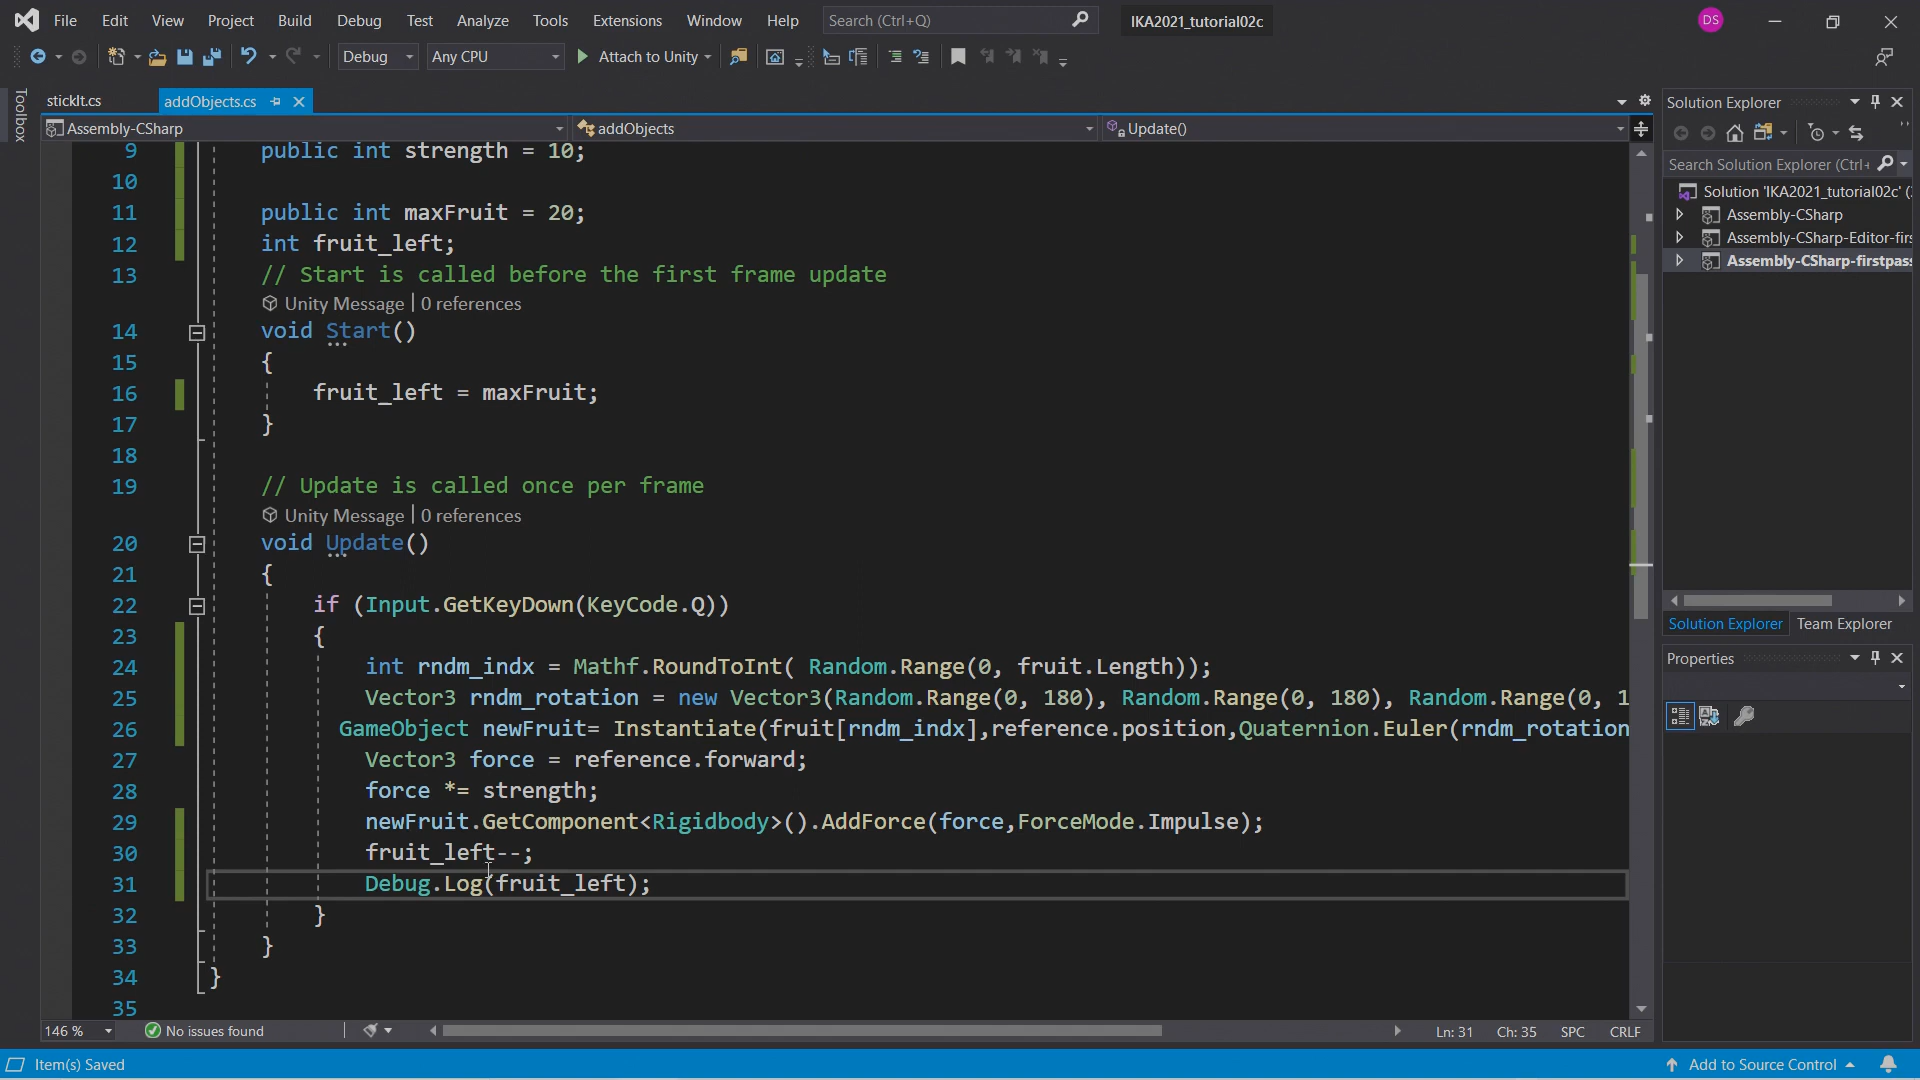 File Edit View Project Build Debug Test Analyze Tools Extensions Window Help Search (Ctrl+Q) IKA2021_tutorial02c DS
Debug Any CPU Attach to Unity
Toolbox
stickIt.cs addObjects.cs
Assembly-CSharp addObjects Update()
9 public int strength = 10;
10
11 public int maxFruit = 20;
12 int fruit_left;
13 // Start is called before the first frame update
Unity Message | 0 references
14 void Start()
15 {
16 fruit_left = maxFruit;
17 }
18
19 // Update is called once per frame
Unity Message | 0 references
20 void Update()
21 {
22 if (Input.GetKeyDown(KeyCode.Q))
23 {
24 int rndm_indx = Mathf.RoundToInt( Random.Range(0, fruit.Length));
25 Vector3 rndm_rotation = new Vector3(Random.Range(0, 180), Random.Range(0, 180), Random.Range(0, 1
26 GameObject newFruit= Instantiate(fruit[rndm_indx],reference.position,Quaternion.Euler(rndm_rotation
27 Vector3 force = reference.forward;
28 force *= strength;
29 newFruit.GetComponent<Rigidbody>().AddForce(force,ForceMode.Impulse);
30 fruit_left--;
31 Debug.Log(fruit_left);
32 }
33 }
34 }
35
146 % No issues found Ln: 31 Ch: 35 SPC CRLF
Solution Explorer
Search Solution Explorer (Ctrl+
Solution 'IKA2021_tutorial02c' (
Assembly-CSharp
Assembly-CSharp-Editor-firs
Assembly-CSharp-firstpass
Solution Explorer Team Explorer
Properties
Item(s) Saved Add to Source Control